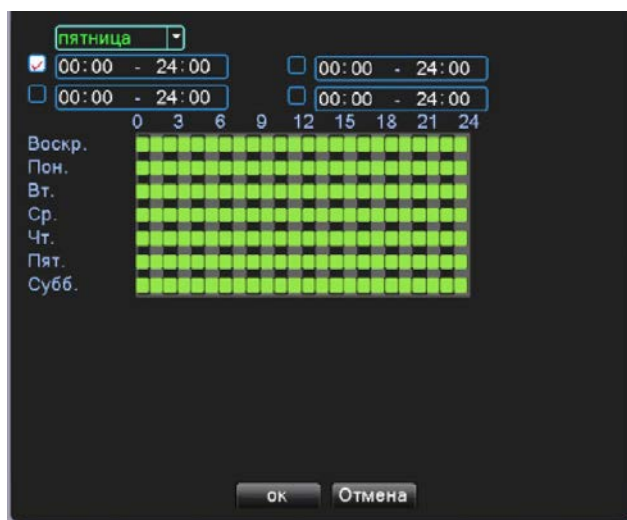 пятница
00:00 - 24:00 00:00 - 24:00
00:00 - 24:00 00:00 - 24:00
0 3 6 9 12 15 18 21 24
Воскр.
Пон.
Вт.
Ср.
Чт.
Пят.
Субб.
ок Отмена